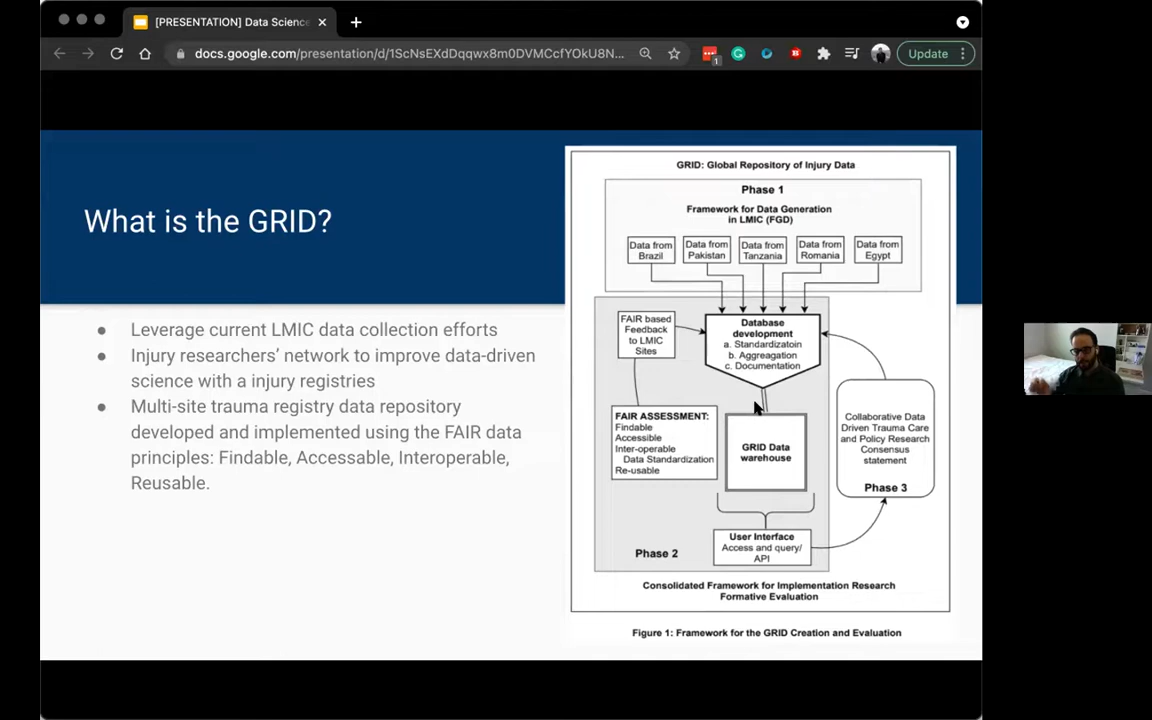 [PRESENTATION] Data Science
docs.google.com/presentation/d/1ScNsEXdDqqwx8m0DVMCcfYOkU8N...
1
Update
What is the GRID?
Leverage current LMIC data collection efforts
Injury researchers’ network to improve data-driven
science with a injury registries
Multi-site trauma registry data repository
developed and implemented using the FAIR data
principles: Findable, Accessable, Interoperable,
Reusable.
GRID: Global Repository of Injury Data
Phase 1
Framework for Data Generation
in LMIC (FGD)
Data from
Brazil
Data from
Pakistan
Data from
Tanzania
Data from
Romania
Data from
Egypt
FAIR based
Feedback
to LMIC
Sites
Database
development
a. Standardizatoin
b. Aggreagation
c. Documentation
FAIR ASSESSMENT:
Findable
Accessible
Inter-operable
Data Standardization
Re-usable
GRID Data
warehouse
Collaborative Data
Driven Trauma Care
and Policy Research
Consensus
statement
Phase 3
User Interface
Access and query/
API
Phase 2
Consolidated Framework for Implementation Research
Formative Evaluation
Figure 1: Framework for the GRID Creation and Evaluation